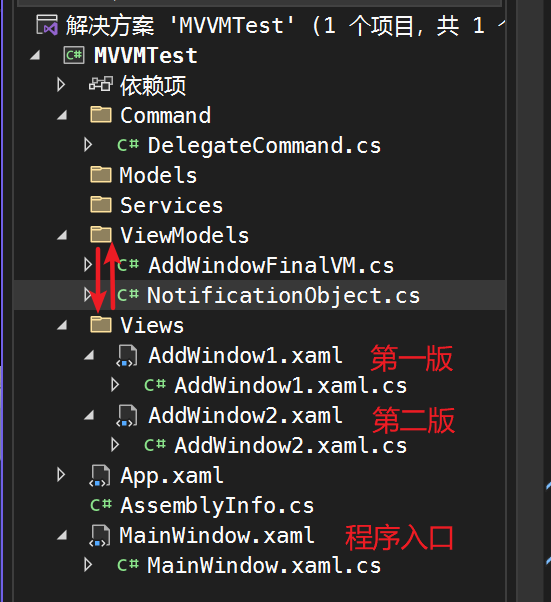 解决方案 'MVVMTest' (1 个项目, 共 1 个
MVVMTest
依赖项
Command
C# DelegateCommand.cs
Models
Services
ViewModels
C# AddWindowFinalVM.cs
C# NotificationObject.cs
Views
AddWindow1.xaml 第一版
C# AddWindow1.xaml.cs
AddWindow2.xaml 第二版
C# AddWindow2.xaml.cs
App.xaml
C# AssemblyInfo.cs
MainWindow.xaml 程序入口
C# MainWindow.xaml.cs